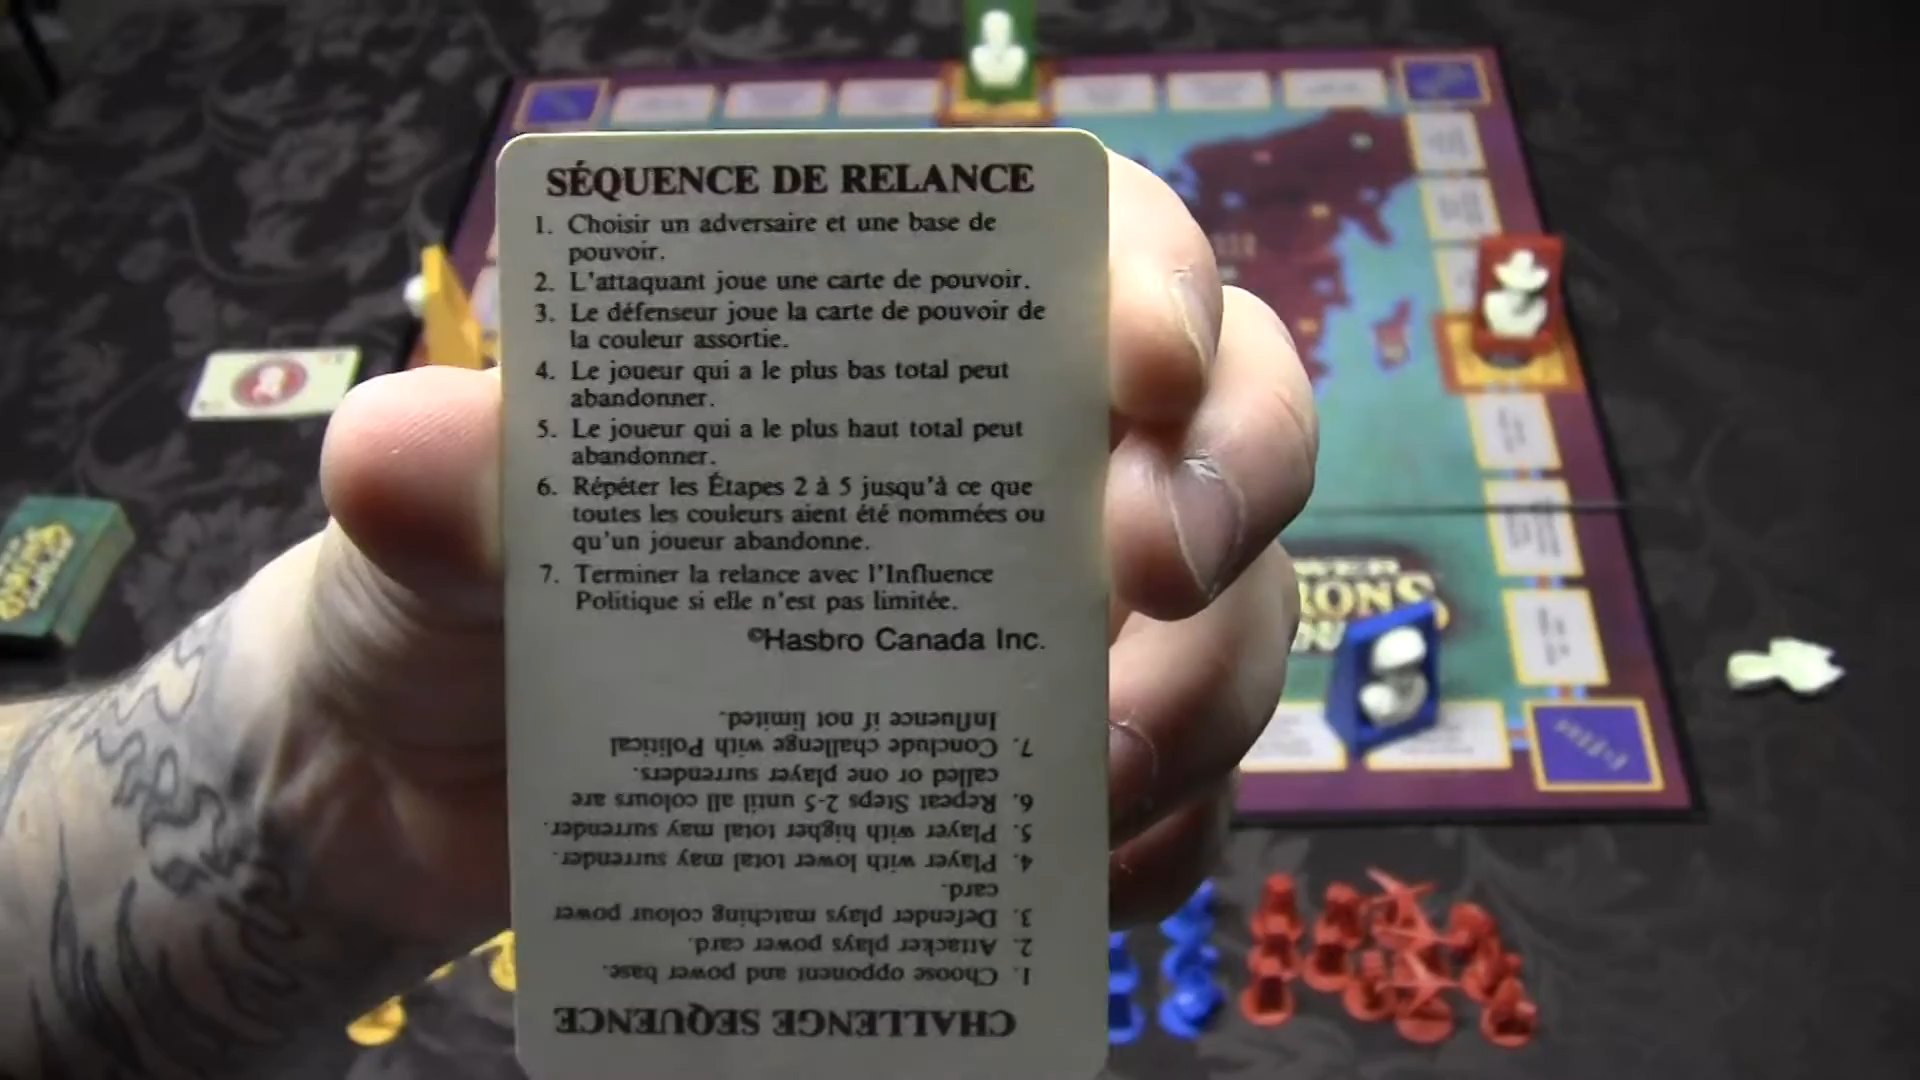 SÉQUENCE DE RELANCE
1. Choisir un adversaire et une base de
pouvoir.
2. L'attaquant joue une carte de pouvoir.
3. Le défenseur joue la carte de pouvoir de
la couleur assortie.
4. Le joueur qui a le plus bas total peut
abandonner.
5. Le joueur qui a le plus haut total peut
abandonner.
6. Répéter les Étapes 2 à 5 jusqu'à ce que
toutes les couleurs aient été nommées ou
qu'un joueur abandonne.
7. Terminer la relance avec l'Influence
Politique si elle n'est pas limitée.
©Hasbro Canada Inc.
CHALLENGE SEQUENCE
1. Choose opponent and power base.
2. Attacker plays power card.
3. Defender plays matching colour power
card.
4. Player with lower total may surrender.
5. Player with higher total may surrender.
6. Repeat Steps 2-5 until all colours are
called or one player surrenders.
7. Conclude challenge with Political
Influence if not limited.